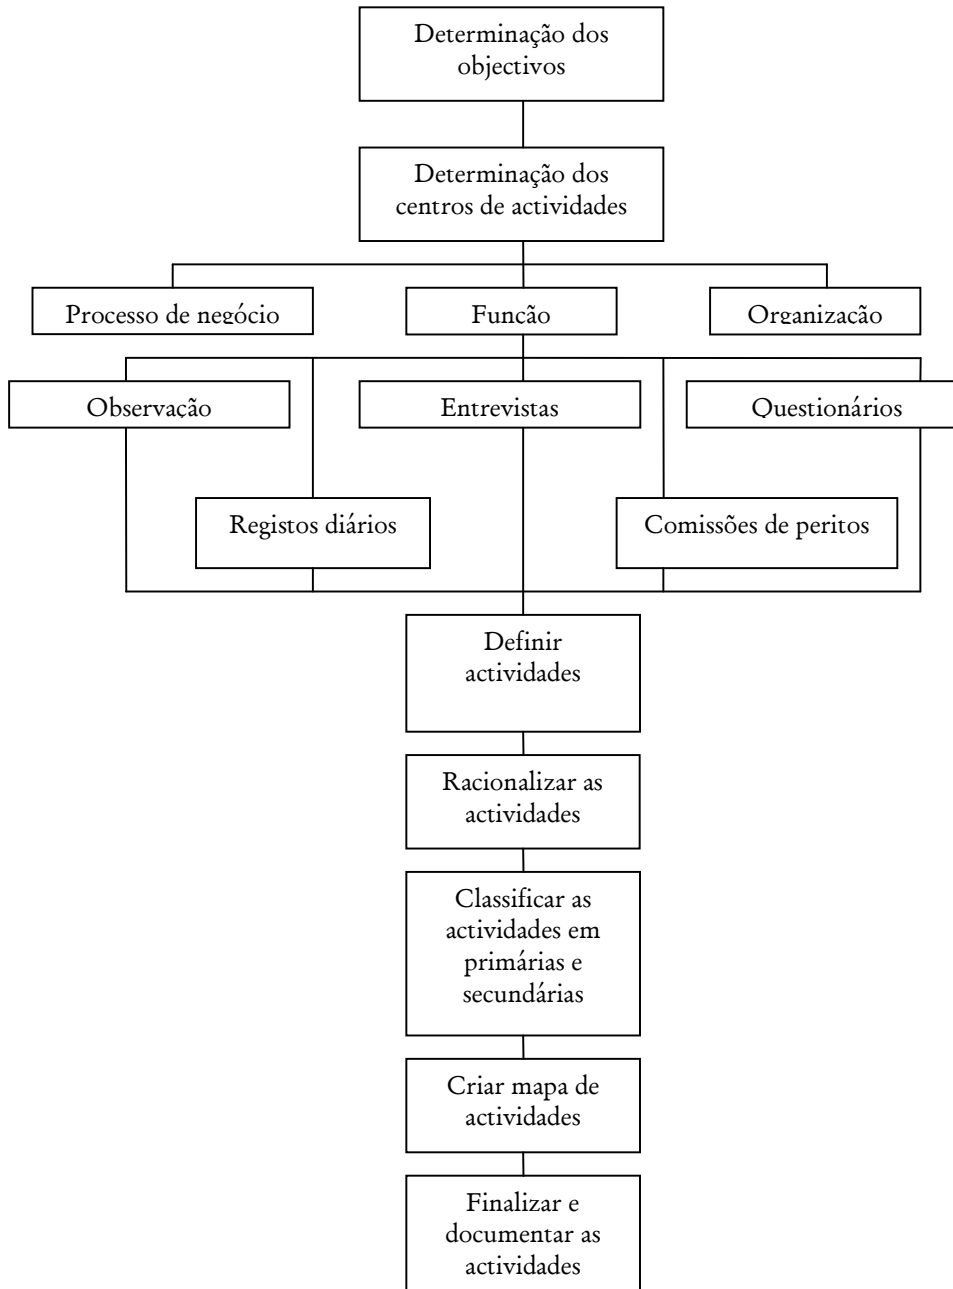 Determinação dos
objectivos
Determinação dos
centros de actividades
Processo de negócio
Função
Organização
Observação
Entrevistas
Questionários
Registos diários
Comissões de peritos
Definir
actividades
Racionalizar as
actividades
Classificar as
actividades em
primárias e
secundárias
Criar mapa de
actividades
Finalizar e
documentar as
actividades